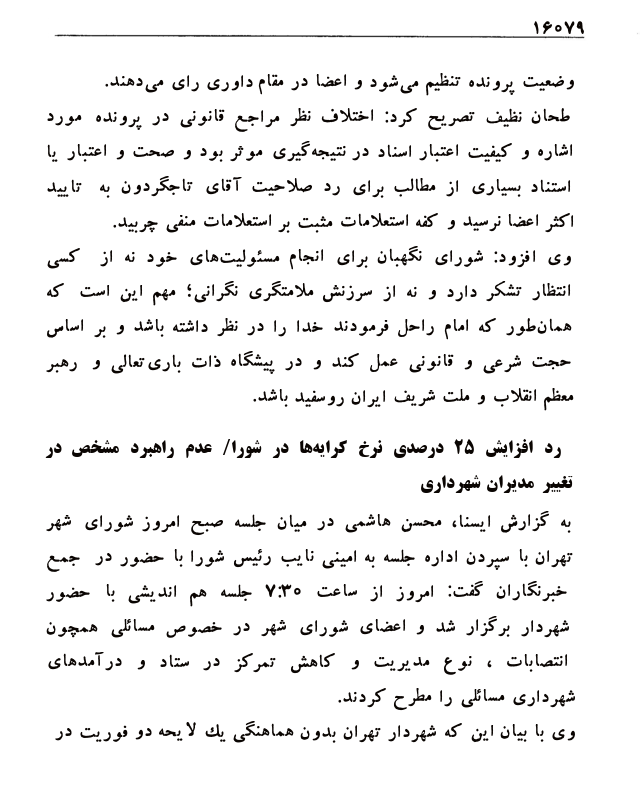 ۱۶۰۷۹
وضعیت پرونده تنظیم می‌شود و اعضا در مقام داوری رای می‌دهند.
طحان نظیف تصریح کرد: اختلاف نظر مراجع قانونی در پرونده مورد
اشاره و کیفیت اعتبار اسناد در نتیجه‌گیری موثر بود و صحت و اعتبار یا
استناد بسیاری از مطالب برای رد صلاحیت آقای تاجگردون به تایید
اکثر اعضا نرسید و کفه استعلامات مثبت بر استعلامات منفی چربید.
وی افزود: شورای نگهبان برای انجام مسئولیت‌های خود نه از کسی
انتظار تشکر دارد و نه از سرزنش ملامتگری نگرانی؛ مهم این است که
همان‌طور که امام راحل فرمودند خدا را در نظر داشته باشد و بر اساس
حجت شرعی و قانونی عمل کند و در پیشگاه ذات باری‌تعالی و رهبر
معظم انقلاب و ملت شریف ایران روسفید باشد.
رد افزایش ۲۵ درصدی نرخ کرایه‌ها در شورا/ عدم راهبرد مشخص در
تغییر مدیران شهرداری
به گزارش ایسنا، محسن هاشمی در میان جلسه صبح امروز شورای شهر
تهران با سپردن اداره جلسه به امینی نایب رئیس شورا با حضور در جمع
خبرنگاران گفت: امروز از ساعت ۷:۳۰ جلسه هم اندیشی با حضور
شهردار برگزار شد و اعضای شورای شهر در خصوص مسائلی همچون
انتصابات ، نوع مدیریت و کاهش تمرکز در ستاد و درآمدهای
شهرداری مسائلی را مطرح کردند.
وی با بیان این که شهردار تهران بدون هماهنگی یك لایحه دو فوریت در